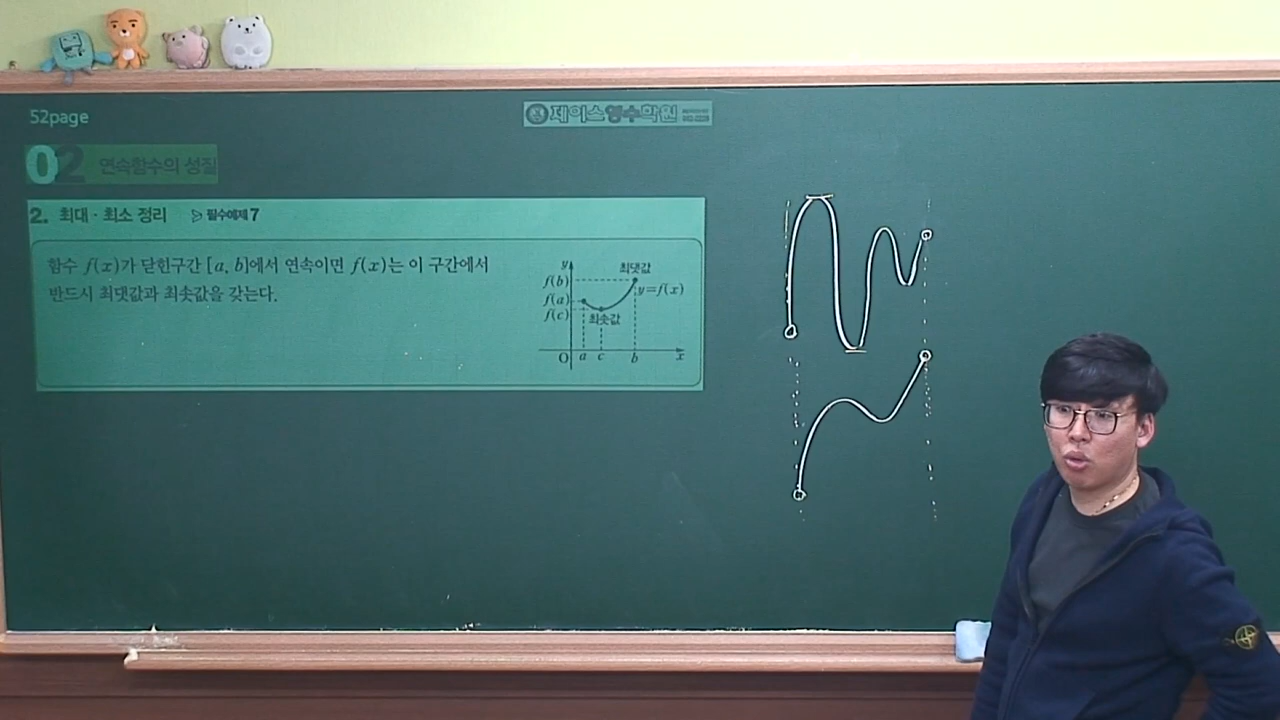 52page
제이스영수학원
02 연속함수의 성질
2. 최대·최소 정리 ▷ 필수예제 7
함수 f(x)가 닫힌구간 [a, b]에서 연속이면 f(x)는 이 구간에서
반드시 최댓값과 최솟값을 갖는다.
y
최댓값
f(b)
y=f(x)
f(a)
f(c)
최솟값
O a c b x